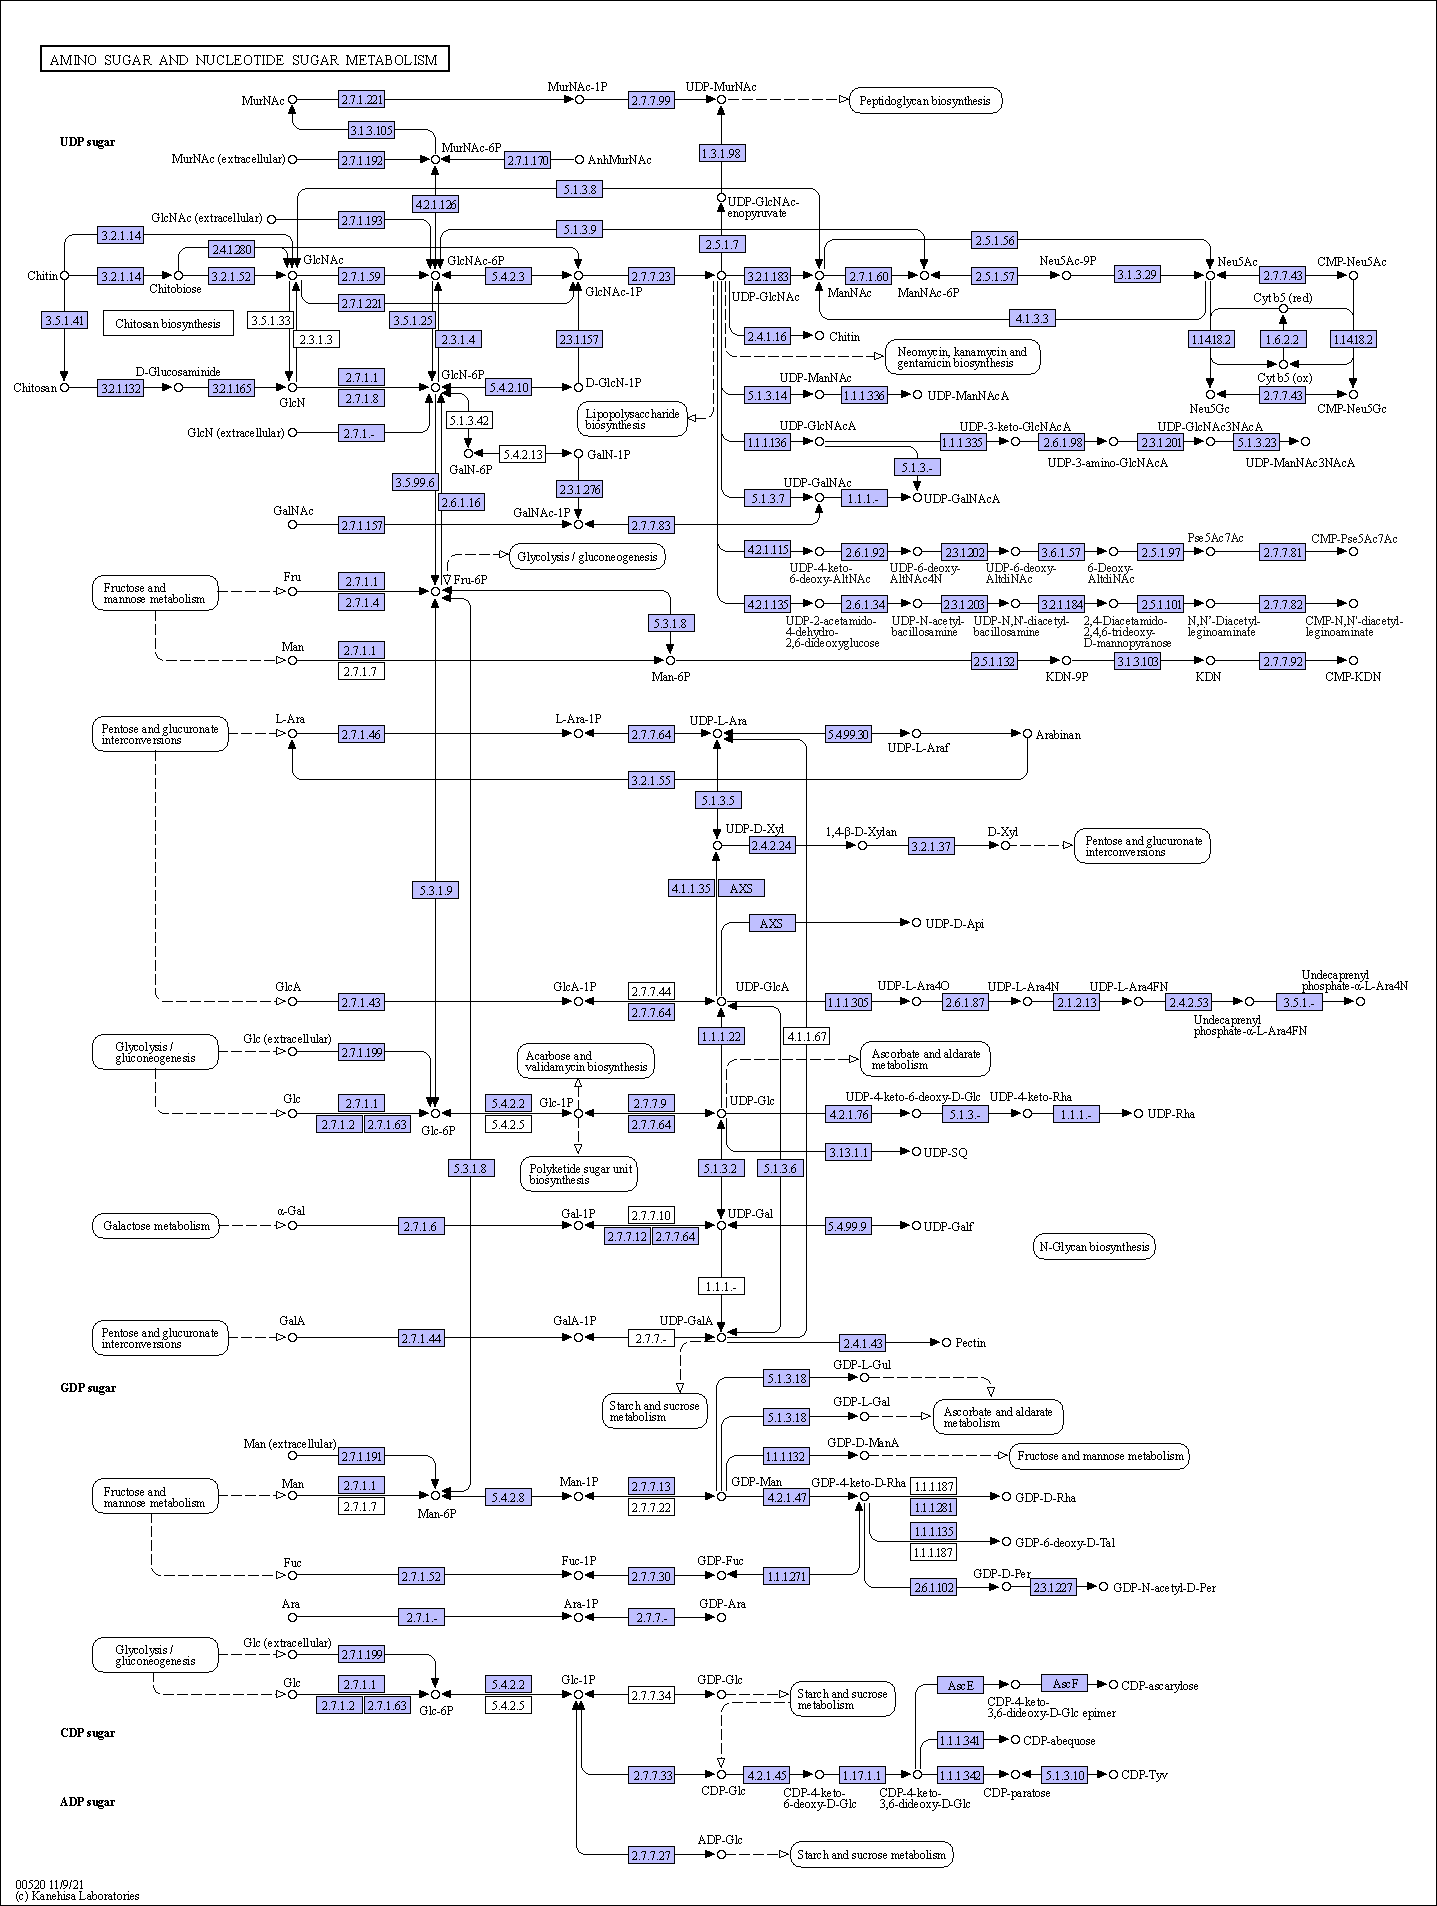 AMINO SUGAR AND NUCLEOTIDE SUGAR METABOLISM
MurNAc 2.7.1.221 MurNAc-1P 2.7.7.99 UDP-MurNAc Peptidoglycan biosynthesis
UDP sugar
3.1.3.105
MurNAc (extracellular) 2.7.1.192 MurNAc-6P 2.7.1.170 AnhMurNAc 1.3.1.98
5.1.3.8
4.2.1.126 UDP-GlcNAc-
enopyruvate
GlcNAc (extracellular) 2.7.1.193
3.2.1.14 5.1.3.9 2.5.1.7 2.5.1.56
2.4.1.280
Chitin 3.2.1.14 Chitobiose 3.2.1.52 GlcNAc 2.7.1.59 GlcNAc-6P 5.4.2.3 GlcNAc-1P 2.7.7.23 UDP-GlcNAc 3.2.1.183 ManNAc 2.7.1.60 ManNAc-6P 2.5.1.57 Neu5Ac-9P 3.1.3.29 Neu5Ac 2.7.7.43 CMP-Neu5Ac
2.7.1.221
3.5.1.41 Chitosan biosynthesis 3.5.1.33 3.5.1.25 4.1.3.3 Cyt b5 (red)
2.3.1.3 2.3.1.4 2.3.1.157 2.4.1.16 Chitin 1.14.18.2 1.6.2.2 1.14.18.2
Neomycin, kanamycin and
gentamicin biosynthesis
Cyt b5 (ox)
Chitosan 3.2.1.132 D-Glucosaminide 3.2.1.165 GlcN 2.7.1.1 GlcN-6P 5.4.2.10 D-GlcN-1P
2.7.1.8
5.1.3.14 UDP-ManNAc 1.1.1.336 UDP-ManNAcA Neu5Gc 2.7.7.43 CMP-Neu5Gc
Lipopolysaccharide
biosynthesis
5.1.3.42
GlcN (extracellular) 2.7.1.-
1.1.1.136 UDP-GlcNAcA 1.1.1.335 UDP-3-keto-GlcNAcA 2.6.1.98 UDP-3-amino-GlcNAcA 2.3.1.201 UDP-GlcNAc3NAcA 5.1.3.23 UDP-ManNAc3NAcA
GalN-6P 5.4.2.13 GalN-1P
5.1.3.-
3.5.99.6 2.3.1.276
2.6.1.16 5.1.3.7 UDP-GalNAc 1.1.1.- UDP-GalNAcA
GalNAc 2.7.1.157 GalNAc-1P 2.7.7.83
Glycolysis / gluconeogenesis
4.2.1.115 UDP-4-keto-
6-deoxy-AltNAc
2.6.1.92 UDP-6-deoxy-
AltNAc4N
2.3.1.202 UDP-6-deoxy-
AltdiNAc
3.6.1.57 6-Deoxy-
AltdiNAc
2.5.1.97 Pse5Ac7Ac 2.7.7.81 CMP-Pse5Ac7Ac
Fructose and
mannose metabolism
Fru 2.7.1.1 Fru-6P
2.7.1.4
4.2.1.135 UDP-2-acetamido-
4-dehydro-
2,6-dideoxyglucose
2.6.1.34 UDP-N-acetyl-
bacillosamine
2.3.1.203 UDP-N,N'-diacetyl-
bacillosamine
3.2.1.184 2,4-Diacetamido-
2,4,6-trideoxy-
D-mannopyranose
2.5.1.101 N,N'-Diacetyl-
leginoaminate
2.7.7.82 CMP-N,N'-diacetyl-
leginoaminate
5.3.1.8
Man 2.7.1.1 Man-6P 2.5.1.132 KDN-9P 3.1.3.103 KDN 2.7.7.92 CMP-KDN
2.7.1.7
Pentose and glucuronate
interconversions
L-Ara 2.7.1.46 L-Ara-1P 2.7.7.64 UDP-L-Ara 5.4.99.30 UDP-L-Araf Arabinan
3.2.1.55
5.1.3.5
UDP-D-Xyl 2.4.2.24 1,4-β-D-Xylan 3.2.1.37 D-Xyl
Pentose and glucuronate
interconversions
5.3.1.9 4.1.1.35 AXS
AXS UDP-D-Api
GlcA 2.7.1.43 GlcA-1P 2.7.7.44 UDP-GlcA 1.1.1.305 UDP-L-Ara4O 2.6.1.87 UDP-L-Ara4N 2.1.2.13 UDP-L-Ara4FN 2.4.2.53 Undecaprenyl
phosphate-α-L-Ara4FN
3.5.1.- Undecaprenyl
phosphate-α-L-Ara4N
2.7.7.64
1.1.1.22 4.1.1.67
Glycolysis /
gluconeogenesis
Glc (extracellular) 2.7.1.199
Acarbose and
validamycin biosynthesis
Ascorbate and aldarate
metabolism
Glc 2.7.1.1 Glc-6P 5.4.2.2 Glc-1P 2.7.7.9 UDP-Glc 4.2.1.76 UDP-4-keto-6-deoxy-D-Glc 5.1.3.- UDP-4-keto-Rha 1.1.1.- UDP-Rha
2.7.1.2 2.7.1.63 5.4.2.5 2.7.7.64
3.13.1.1 UDP-SQ
5.3.1.8 Polyketide sugar unit
biosynthesis
5.1.3.2 5.1.3.6
Galactose metabolism α-Gal 2.7.1.6 Gal-1P 2.7.7.10 UDP-Gal 5.4.99.9 UDP-Galf
2.7.7.12 2.7.7.64
N-Glycan biosynthesis
1.1.1.-
Pentose and glucuronate
interconversions
GalA 2.7.1.44 GalA-1P 2.7.7.- UDP-GalA 2.4.1.43 Pectin
GDP sugar
5.1.3.18 GDP-L-Gul
Starch and sucrose
metabolism
5.1.3.18 GDP-L-Gal
Ascorbate and aldarate
metabolism
Man (extracellular) 2.7.1.191 1.1.1.132 GDP-D-ManA Fructose and mannose metabolism
Fructose and
mannose metabolism
Man 2.7.1.1 Man-6P 5.4.2.8 Man-1P 2.7.7.13 GDP-Man 4.2.1.47 GDP-4-keto-D-Rha 1.1.1.187 GDP-D-Rha
2.7.1.7 2.7.7.22 1.1.1.281
1.1.1.135 GDP-6-deoxy-D-Tal
1.1.1.187
Fuc 2.7.1.52 Fuc-1P 2.7.7.30 GDP-Fuc 1.1.1.271 2.6.1.102 GDP-D-Per 2.3.1.227 GDP-N-acetyl-D-Per
Ara 2.7.1.- Ara-1P 2.7.7.- GDP-Ara
Glycolysis /
gluconeogenesis
Glc (extracellular) 2.7.1.199
Glc 2.7.1.1 Glc-6P 5.4.2.2 Glc-1P 2.7.7.34 GDP-Glc
2.7.1.2 2.7.1.63 5.4.2.5
Starch and sucrose
metabolism
AscE CDP-4-keto-
3,6-dideoxy-D-Glc epimer
AscF CDP-ascarylose
CDP sugar
1.1.1.341 CDP-abequose
2.7.7.33 CDP-Glc 4.2.1.45 CDP-4-keto-
6-deoxy-D-Glc
1.17.1.1 CDP-4-keto-
3,6-dideoxy-D-Glc
1.1.1.342 CDP-paratose 5.1.3.10 CDP-Tyv
ADP sugar
2.7.7.27 ADP-Glc Starch and sucrose metabolism
00520 11/9/21
(c) Kanehisa Laboratories